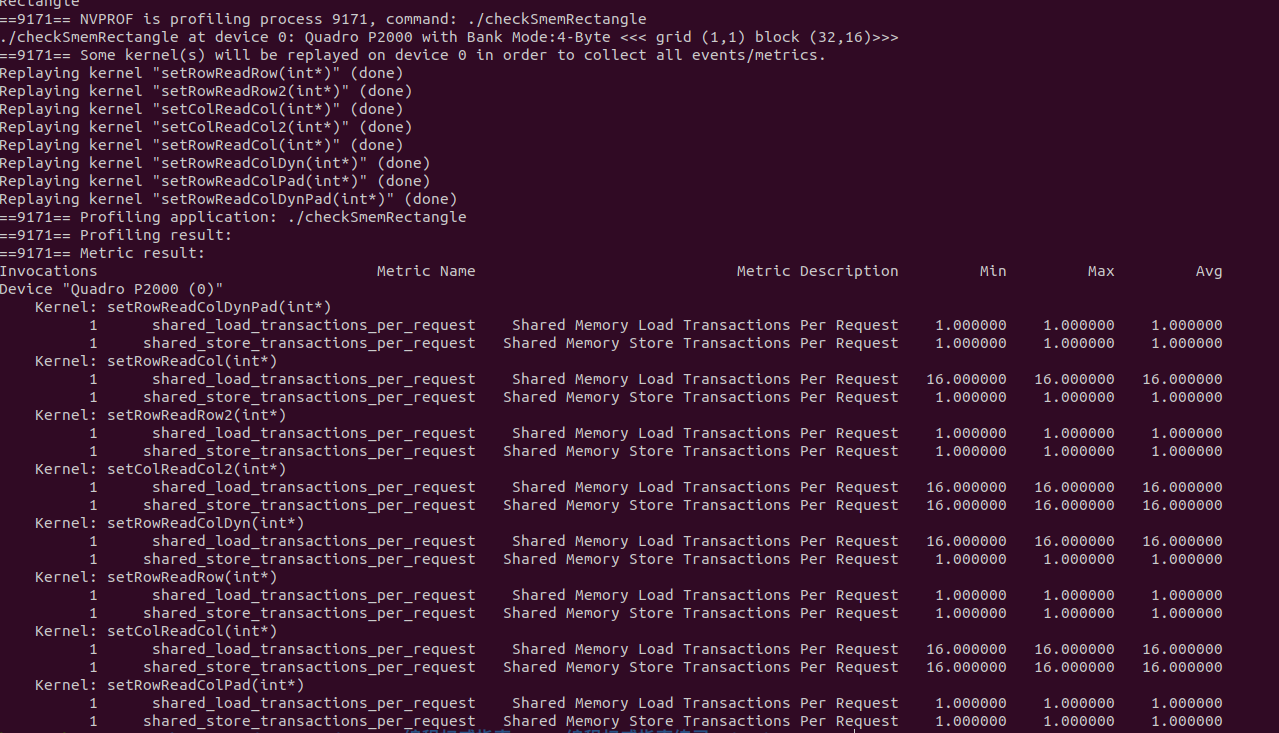 Rectangle
==9171== NVPROF is profiling process 9171, command: ./checkSmemRectangle
./checkSmemRectangle at device 0: Quadro P2000 with Bank Mode:4-Byte <<< grid (1,1) block (32,16)>>>
==9171== Some kernel(s) will be replayed on device 0 in order to collect all events/metrics.
Replaying kernel "setRowReadRow(int*)" (done)
Replaying kernel "setRowReadRow2(int*)" (done)
Replaying kernel "setColReadCol(int*)" (done)
Replaying kernel "setColReadCol2(int*)" (done)
Replaying kernel "setRowReadCol(int*)" (done)
Replaying kernel "setRowReadColDyn(int*)" (done)
Replaying kernel "setRowReadColPad(int*)" (done)
Replaying kernel "setRowReadColDynPad(int*)" (done)
==9171== Profiling application: ./checkSmemRectangle
==9171== Profiling result:
==9171== Metric result:
Invocations Metric Name Metric Description Min Max Avg
Device "Quadro P2000 (0)"
Kernel: setRowReadColDynPad(int*)
1 shared_load_transactions_per_request Shared Memory Load Transactions Per Request 1.000000 1.000000 1.000000
1 shared_store_transactions_per_request Shared Memory Store Transactions Per Request 1.000000 1.000000 1.000000
Kernel: setRowReadCol(int*)
1 shared_load_transactions_per_request Shared Memory Load Transactions Per Request 16.000000 16.000000 16.000000
1 shared_store_transactions_per_request Shared Memory Store Transactions Per Request 1.000000 1.000000 1.000000
Kernel: setRowReadRow2(int*)
1 shared_load_transactions_per_request Shared Memory Load Transactions Per Request 1.000000 1.000000 1.000000
1 shared_store_transactions_per_request Shared Memory Store Transactions Per Request 1.000000 1.000000 1.000000
Kernel: setColReadCol2(int*)
1 shared_load_transactions_per_request Shared Memory Load Transactions Per Request 16.000000 16.000000 16.000000
1 shared_store_transactions_per_request Shared Memory Store Transactions Per Request 16.000000 16.000000 16.000000
Kernel: setRowReadColDyn(int*)
1 shared_load_transactions_per_request Shared Memory Load Transactions Per Request 16.000000 16.000000 16.000000
1 shared_store_transactions_per_request Shared Memory Store Transactions Per Request 1.000000 1.000000 1.000000
Kernel: setRowReadRow(int*)
1 shared_load_transactions_per_request Shared Memory Load Transactions Per Request 1.000000 1.000000 1.000000
1 shared_store_transactions_per_request Shared Memory Store Transactions Per Request 1.000000 1.000000 1.000000
Kernel: setColReadCol(int*)
1 shared_load_transactions_per_request Shared Memory Load Transactions Per Request 16.000000 16.000000 16.000000
1 shared_store_transactions_per_request Shared Memory Store Transactions Per Request 16.000000 16.000000 16.000000
Kernel: setRowReadColPad(int*)
1 shared_load_transactions_per_request Shared Memory Load Transactions Per Request 1.000000 1.000000 1.000000
1 shared_store_transactions_per_request Shared Memory Store Transactions Per Request 1.000000 1.000000 1.000000